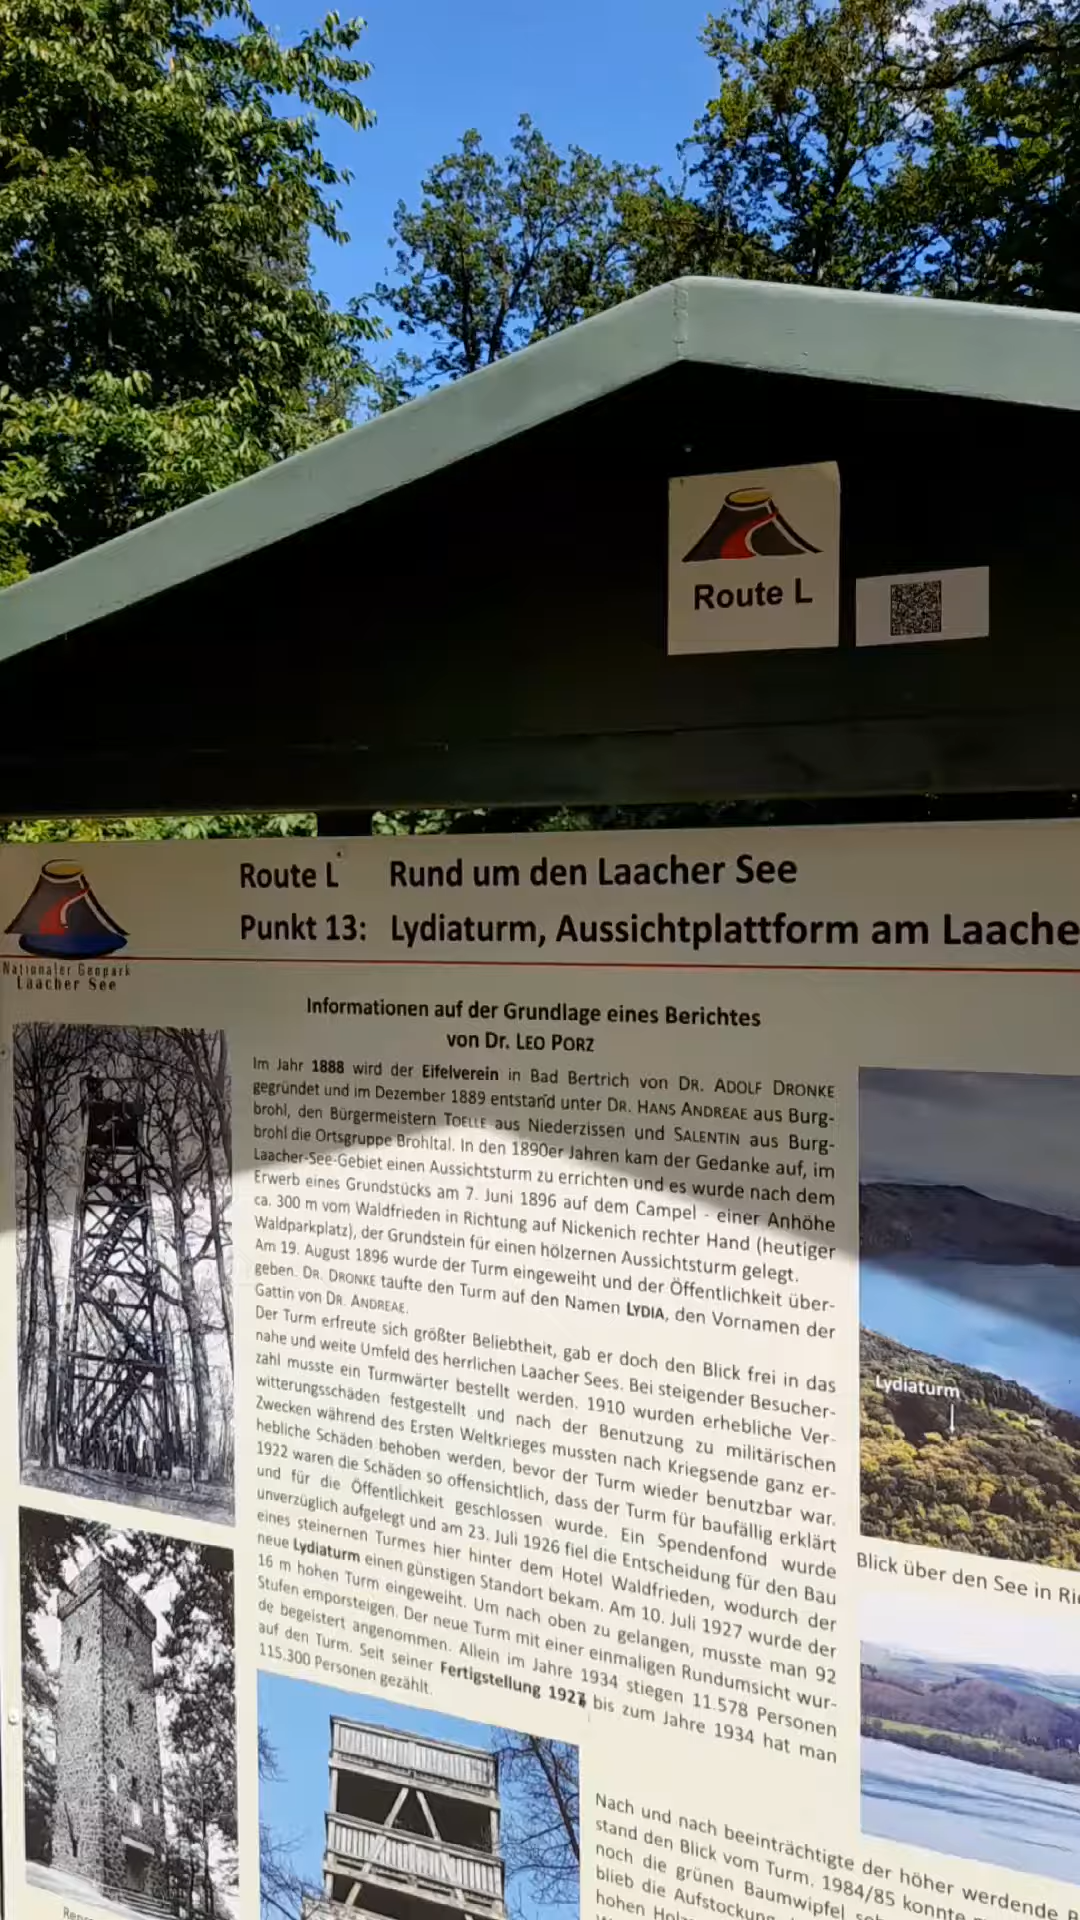 Route L
Route L Rund um den Laacher See
Punkt 13: Lydiaturm, Aussichtplattform am Laache
Nationaler Geopark
Laacher See
Informationen auf der Grundlage eines Berichtes
von Dr. LEO PORZ
Im Jahr 1888 wird der Eifelverein in Bad Bertrich von DR. ADOLF DRONKE
gegründet und im Dezember 1889 entstand unter DR. HANS ANDREAE aus Burg-
brohl, den Bürgermeistern TOELLE aus Niederzissen und SALENTIN aus Burg-
brohl die Ortsgruppe Brohltal. In den 1890er Jahren kam der Gedanke auf, im
Laacher-See-Gebiet einen Aussichtsturm zu errichten und es wurde nach dem
Erwerb eines Grundstücks am 7. Juni 1896 auf dem Campel - einer Anhöhe
ca. 300 m vom Waldfrieden in Richtung auf Nickenich rechter Hand (heutiger
Waldparkplatz), der Grundstein für einen hölzernen Aussichtsturm gelegt.
Am 19. August 1896 wurde der Turm eingeweiht und der Öffentlichkeit über-
geben. DR. DRONKE taufte den Turm auf den Namen LYDIA, den Vornamen der
Gattin von DR. ANDREAE.
Der Turm erfreute sich größter Beliebtheit, gab er doch den Blick frei in das
nahe und weite Umfeld des herrlichen Laacher Sees. Bei steigender Besucher-
zahl musste ein Turmwärter bestellt werden. 1910 wurden erhebliche Ver-
witterungsschäden festgestellt und nach der Benutzung zu militärischen
Zwecken während des Ersten Weltkrieges mussten nach Kriegsende ganz er-
hebliche Schäden behoben werden, bevor der Turm wieder benutzbar war.
1922 waren die Schäden so offensichtlich, dass der Turm für baufällig erklärt
und für die Öffentlichkeit geschlossen wurde. Ein Spendenfond wurde
unverzüglich aufgelegt und am 23. Juli 1926 fiel die Entscheidung für den Bau
eines steinernen Turmes hier hinter dem Hotel Waldfrieden, wodurch der
neue Lydiaturm einen günstigen Standort bekam. Am 10. Juli 1927 wurde der
16 m hohen Turm eingeweiht. Um nach oben zu gelangen, musste man 92
Stufen emporsteigen. Der neue Turm mit einer einmaligen Rundumsicht wur-
de begeistert angenommen. Allein im Jahre 1934 stiegen 11.578 Personen
auf den Turm. Seit seiner Fertigstellung 1927 bis zum Jahre 1934 hat man
115.300 Personen gezählt.
Lydiaturm
Blick über den See in Ri
Nach und nach beeinträchtigte der höher werdende B
stand den Blick vom Turm. 1984/85 konnte
noch die grünen Baumwipfel
blieb die Aufstockung
hohen